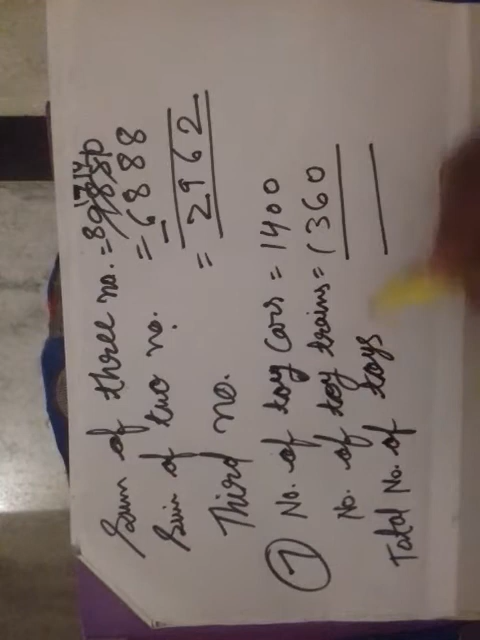 Sum of three no. = 9850
Sum of two no. = - 6888
Third no. = 2962
7 No. of toy Cars = 1400
No. of toy trains = 1360
Total No. of toys